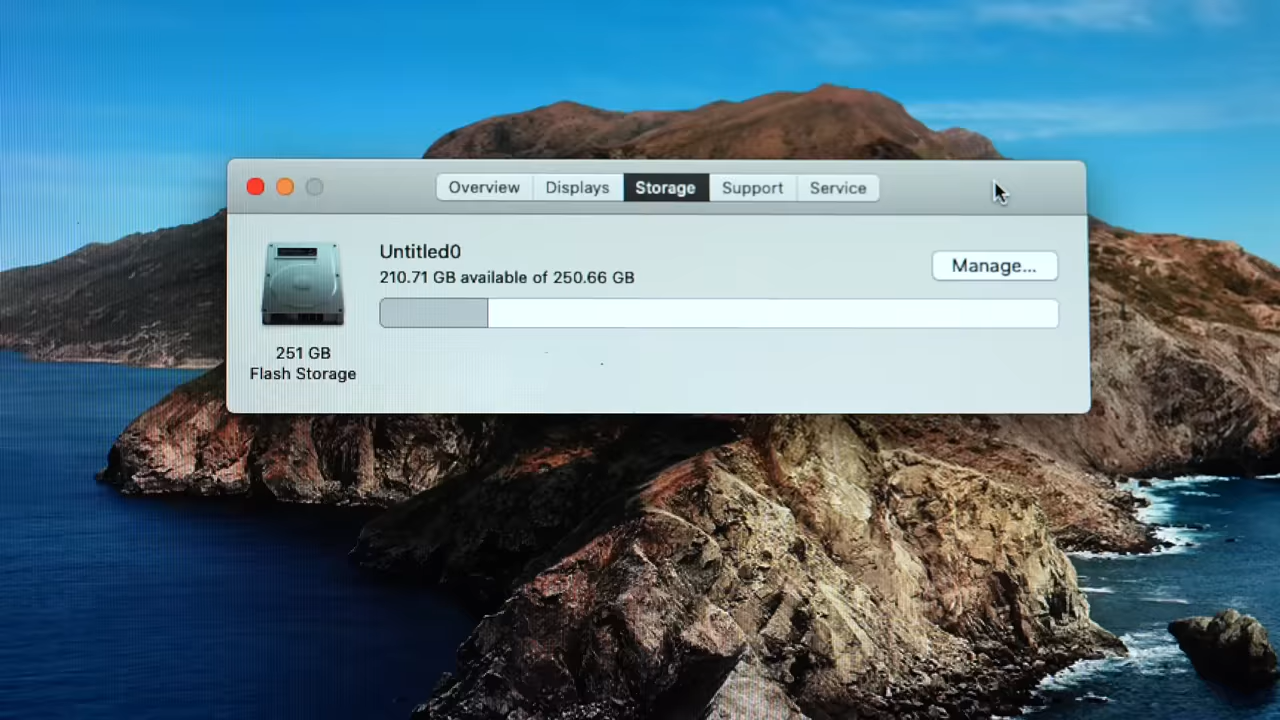 Overview Displays Storage Support Service
Untitled0
210.71 GB available of 250.66 GB
Manage...
251 GB
Flash Storage